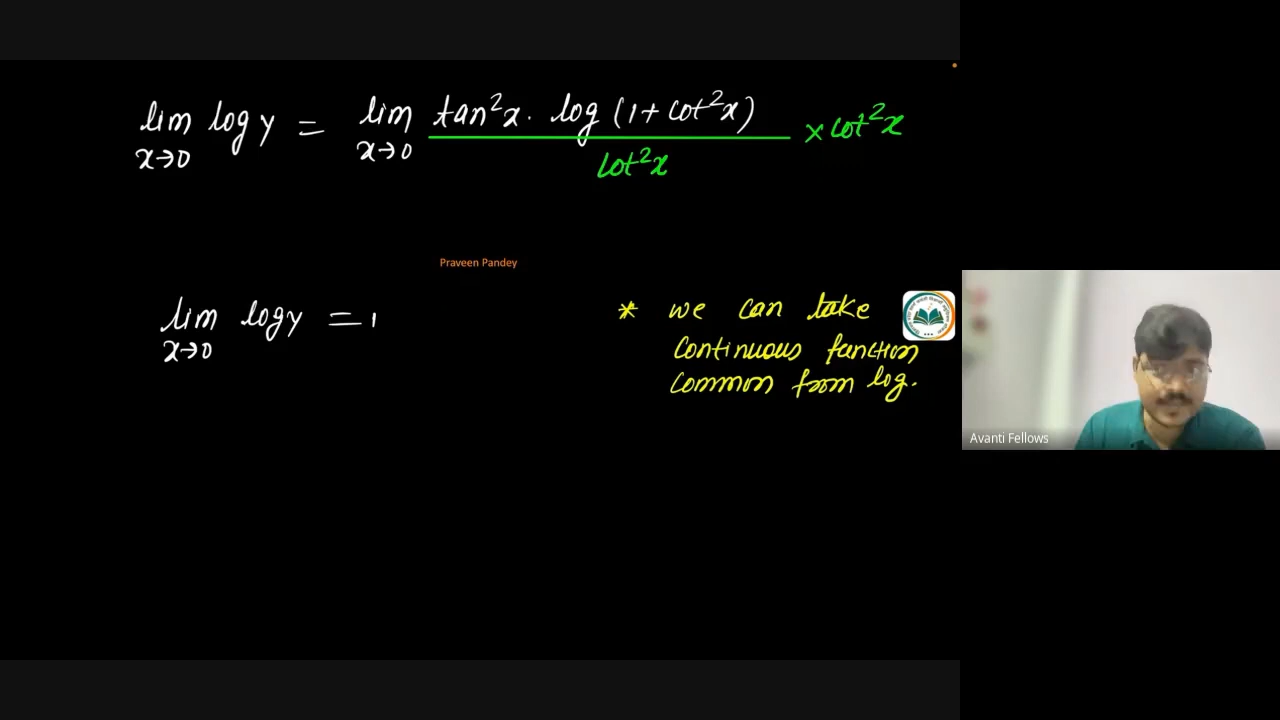 lim log y = lim tan²x · log (1 + cot²x) × cot²x
x→0 x→0 cot²x
Praveen Pandey
lim log y = 1
x→0
* we can take
continuous function
common from log.
Avanti Fellows